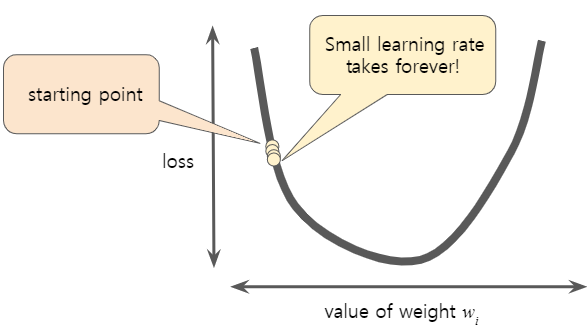 Small learning rate
takes forever!
starting point
loss
value of weight wᵢ